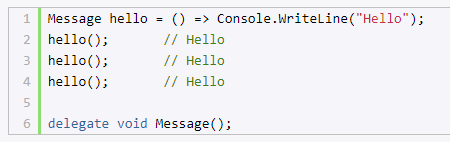 1 Message hello = () => Console.WriteLine("Hello");
2 hello();       // Hello
3 hello();       // Hello
4 hello();       // Hello
5
6 delegate void Message();